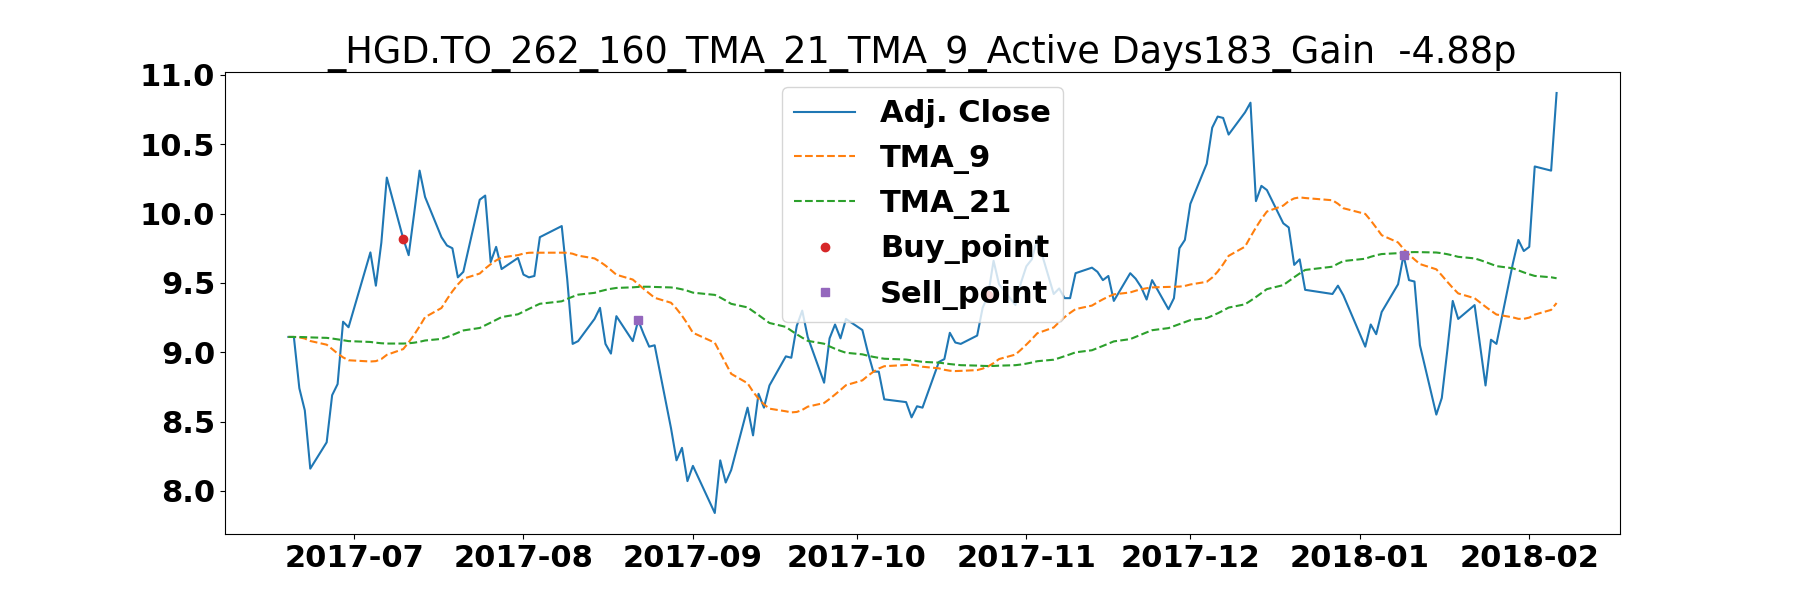 _HGD.TO_262_160_TMA_21_TMA_9_Active Days183_Gain  -4.88p
11.0
10.5
10.0
9.5
9.0
8.5
8.0
Adj. Close
TMA_9
TMA_21
Buy_point
Sell_point
2017-07 2017-08 2017-09 2017-10 2017-11 2017-12 2018-01 2018-02